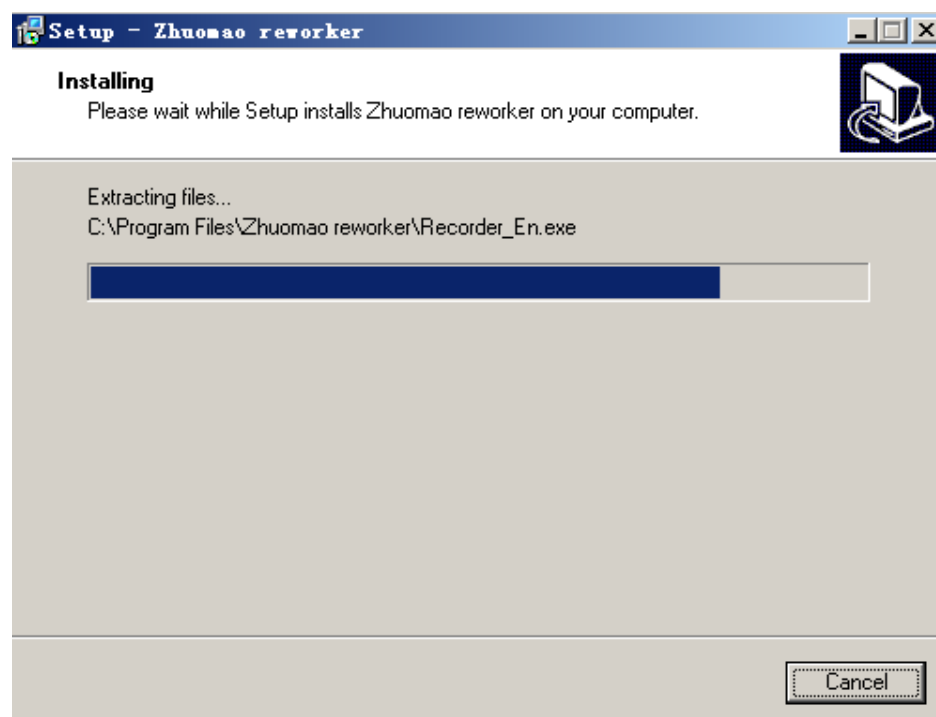 Setup - Zhuomao reworker
Installing
Please wait while Setup installs Zhuomao reworker on your computer.
Extracting files...
C:\Program Files\Zhuomao reworker\Recorder_En.exe
Cancel